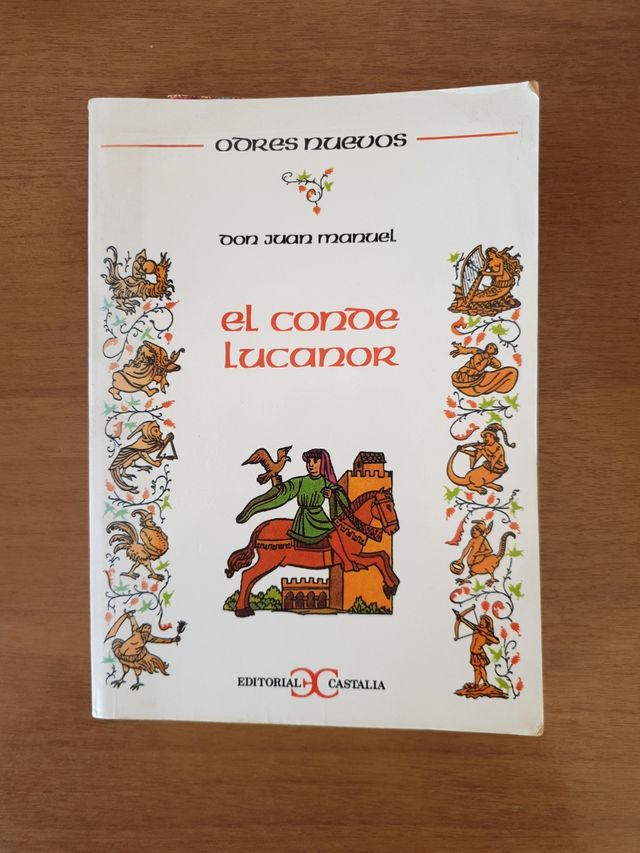 odres nuevos
don juan manuel
el conde
lucanor
EDITORIAL CASTALIA